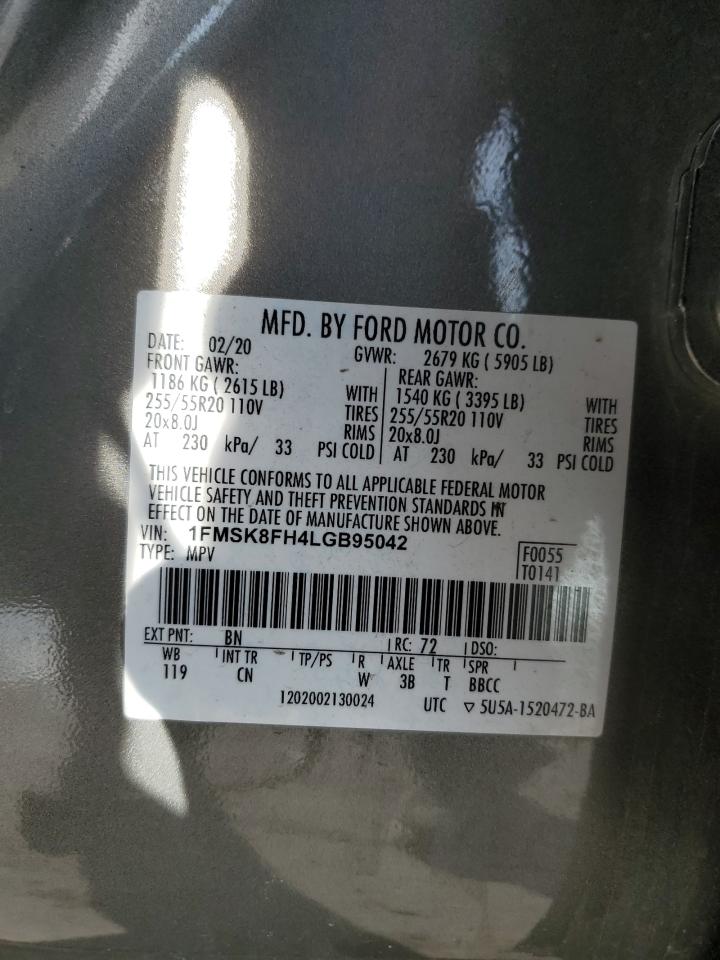 MFD. BY FORD MOTOR CO.
DATE: 02/20 GVWR: 2679 KG ( 5905 LB)
FRONT GAWR: REAR GAWR:
1186 KG ( 2615 LB) WITH 1540 KG ( 3395 LB) WITH
255/55R20 110V TIRES 255/55R20 110V TIRES
20x8.0J RIMS 20x8.0J RIMS
AT 230 kPa/ 33 PSI COLD AT 230 kPa/ 33 PSI COLD
THIS VEHICLE CONFORMS TO ALL APPLICABLE FEDERAL MOTOR
VEHICLE SAFETY AND THEFT PREVENTION STANDARDS IN
EFFECT ON THE DATE OF MANUFACTURE SHOWN ABOVE.
VIN: 1FMSK8FH4LGB95042
TYPE: MPV F0055
T0141
EXT PNT: BN RC: 72 DSO:
WB INT TR TP/PS R AXLE TR SPR
119 CN W 3B T BBCC
1202002130024 UTC ▽ 5U5A-1520472-BA